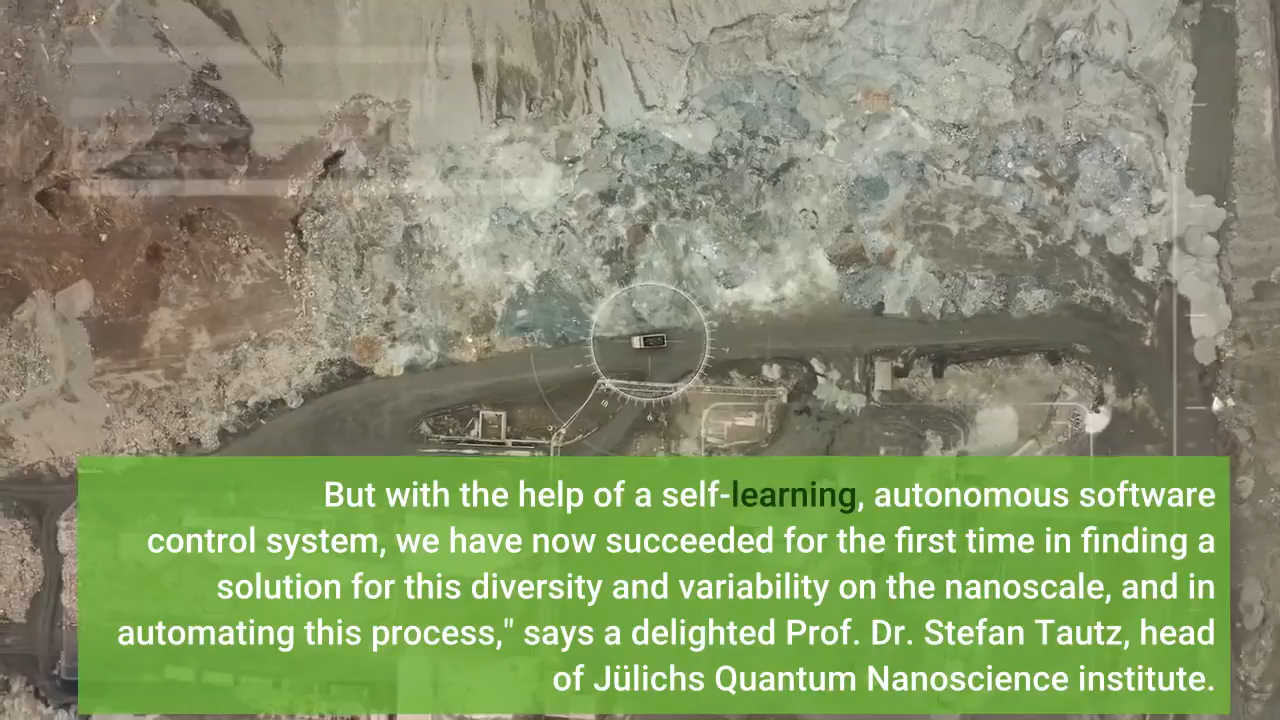 But with the help of a self-learning, autonomous software
control system, we have now succeeded for the first time in finding a
solution for this diversity and variability on the nanoscale, and in
automating this process," says a delighted Prof. Dr. Stefan Tautz, head
of Jülichs Quantum Nanoscience institute.